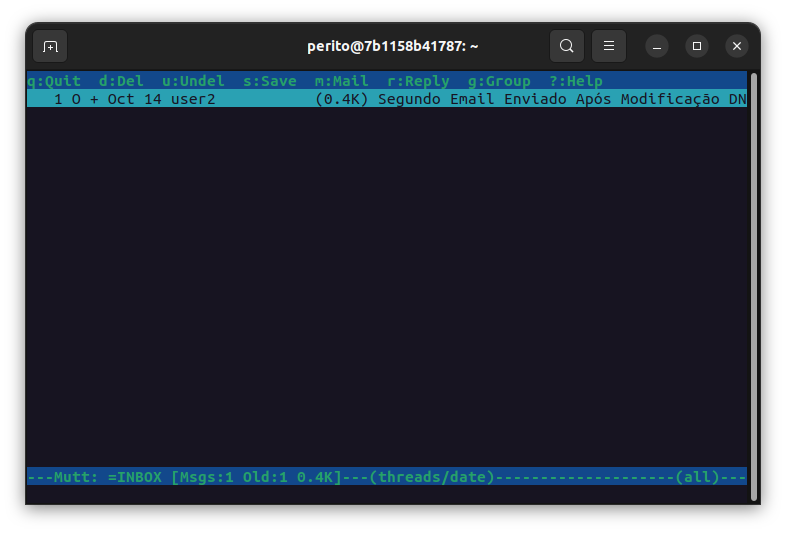 perito@7b1158b41787: ~
q:Quit  d:Del  u:Undel  s:Save  m:Mail  r:Reply  g:Group  ?:Help
1 O + Oct 14 user2           (0.4K) Segundo Email Enviado Após Modificação DN
---Mutt: =INBOX [Msgs:1 Old:1 0.4K]---(threads/date)--------------------(all)---